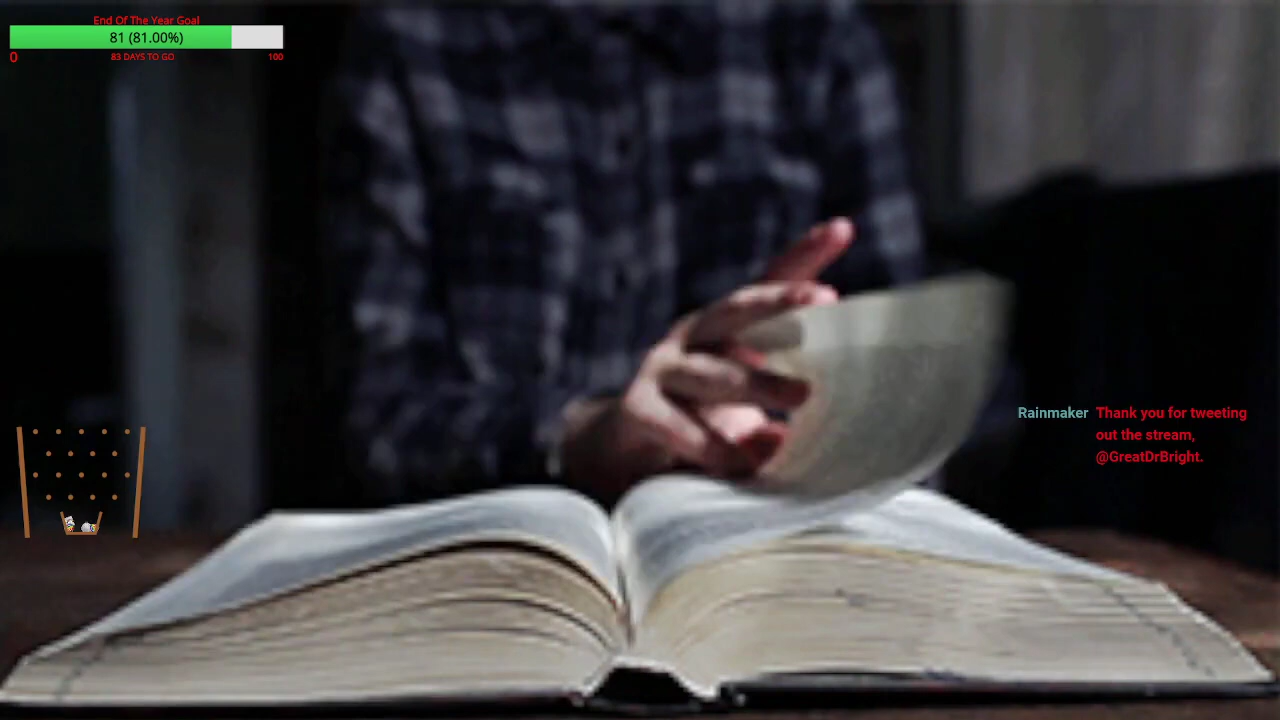 End Of The Year Goal
81 (81.00%)
0 83 DAYS TO GO 100
Rainmaker Thank you for tweeting
out the stream,
@GreatDrBright.